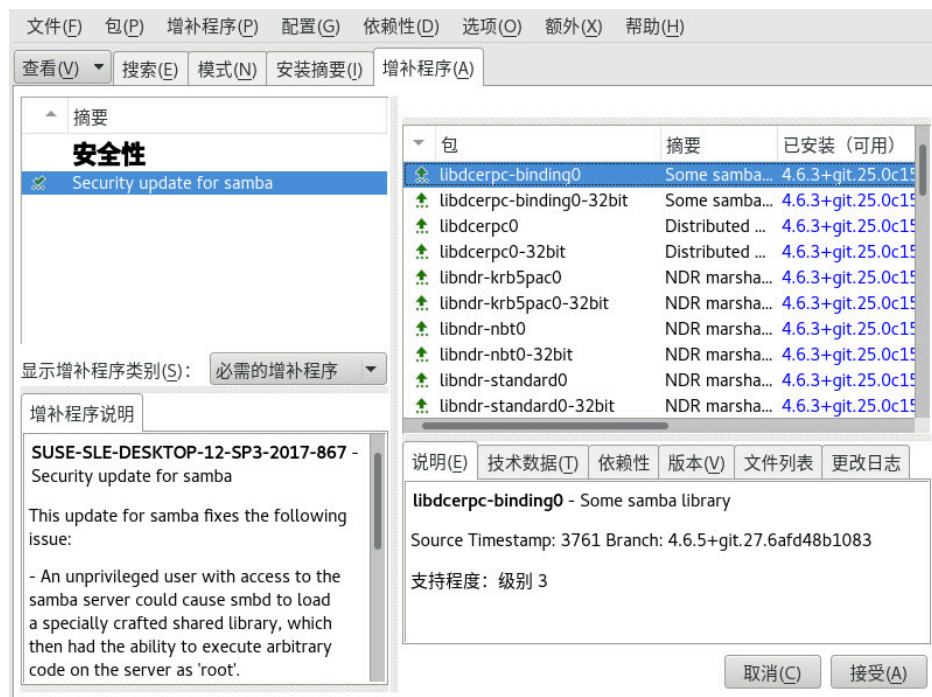 文件(F) 包(P) 增补程序(P) 配置(G) 依赖性(D) 选项(O) 额外(X) 帮助(H)
查看(V) 搜索(E) 模式(N) 安装摘要(I) 增补程序(A)
摘要
安全性
Security update for samba
显示增补程序类别(S)： 必需的增补程序
增补程序说明
SUSE-SLE-DESKTOP-12-SP3-2017-867 -
Security update for samba
This update for samba fixes the following
issue:
- An unprivileged user with access to the
samba server could cause smbd to load
a specially crafted shared library, which
then had the ability to execute arbitrary
code on the server as 'root'.
包 摘要 已安装（可用）
libdcerpc-binding0 Some samba... 4.6.3+git.25.0c15
libdcerpc-binding0-32bit Some samba... 4.6.3+git.25.0c15
libdcerpc0 Distributed ... 4.6.3+git.25.0c15
libdcerpc0-32bit Distributed ... 4.6.3+git.25.0c15
libndr-krb5pac0 NDR marsha... 4.6.3+git.25.0c15
libndr-krb5pac0-32bit NDR marsha... 4.6.3+git.25.0c15
libndr-nbt0 NDR marsha... 4.6.3+git.25.0c15
libndr-nbt0-32bit NDR marsha... 4.6.3+git.25.0c15
libndr-standard0 NDR marsha... 4.6.3+git.25.0c15
libndr-standard0-32bit NDR marsha... 4.6.3+git.25.0c15
说明(E) 技术数据(T) 依赖性 版本(V) 文件列表 更改日志
libdcerpc-binding0 - Some samba library
Source Timestamp: 3761 Branch: 4.6.5+git.27.6afd48b1083
支持程度：级别 3
取消(C) 接受(A)